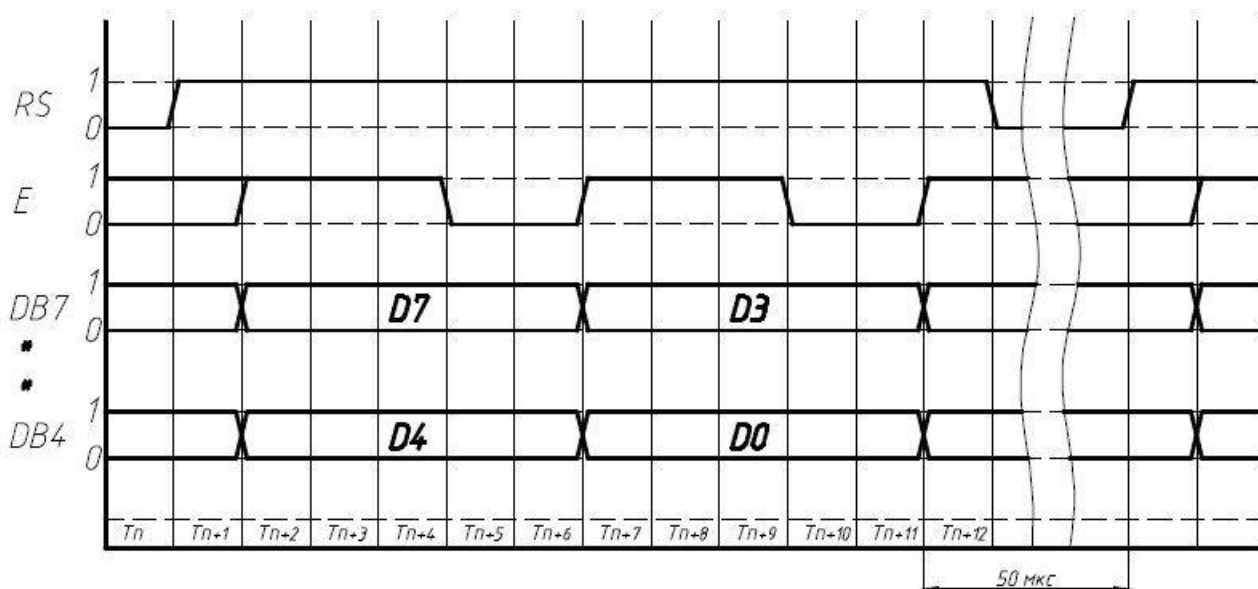 RS 1
0
E 1
0
DB7 1 D7 D3
0
DB4 1 D4 D0
0
Tn Tn+1 Tn+2 Tn+3 Tn+4 Tn+5 Tn+6 Tn+7 Tn+8 Tn+9 Tn+10 Tn+11 Tn+12
50 мкс